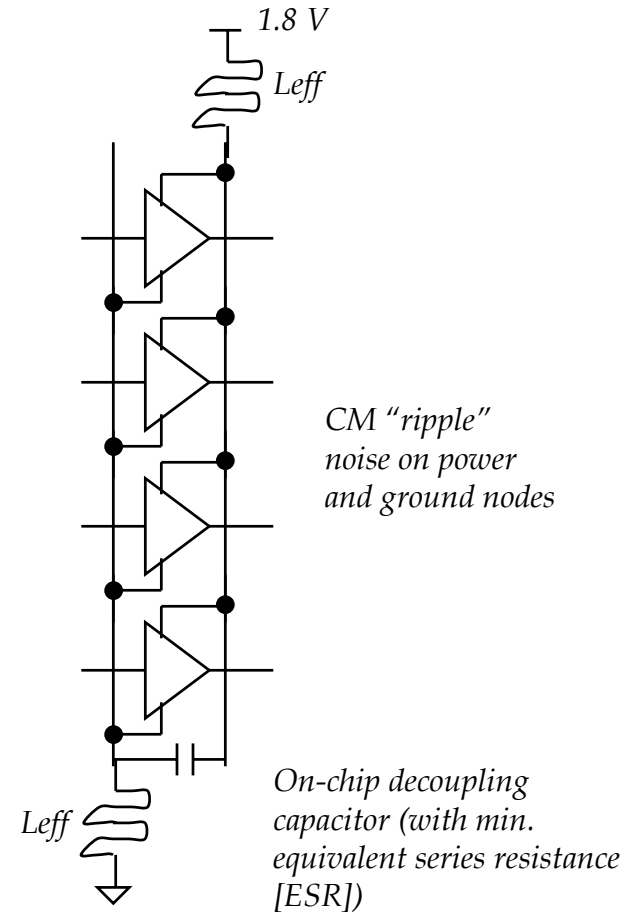 1.8 V
Leff
CM “ripple”
noise on power
and ground nodes
On-chip decoupling
capacitor (with min.
equivalent series resistance
[ESR])
Leff